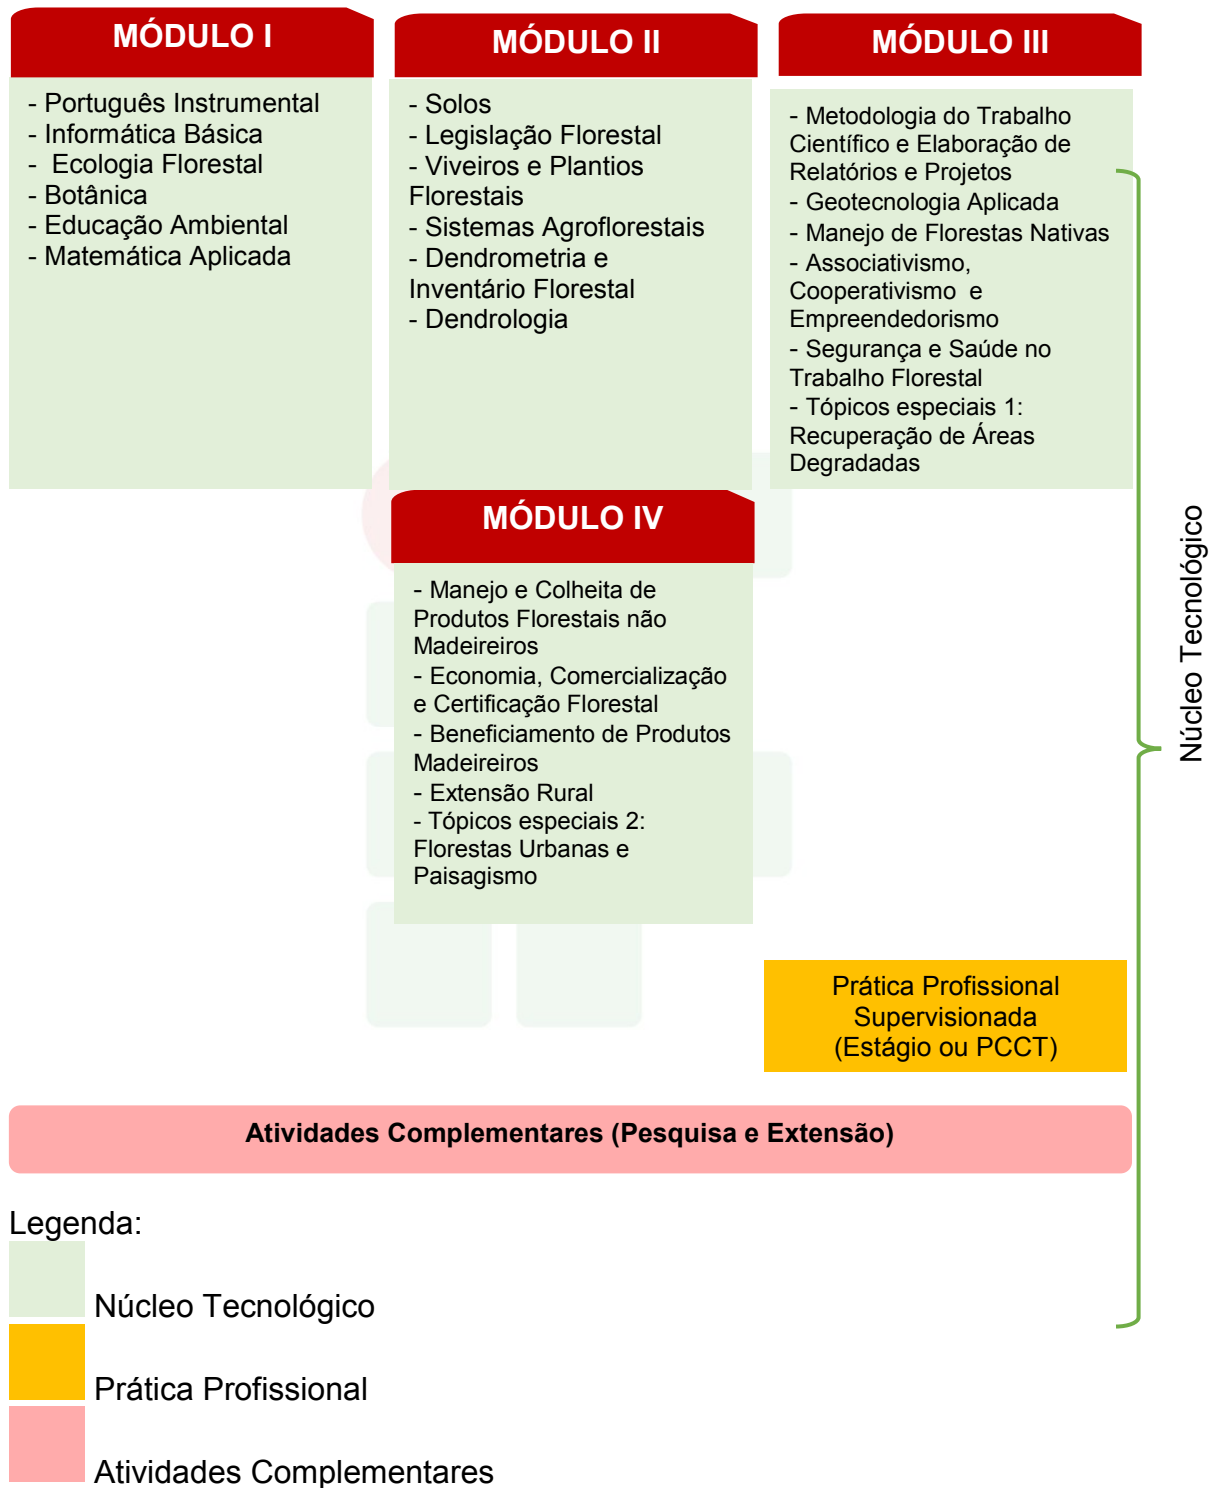 MÓDULO I
- Português Instrumental
- Informática Básica
- Ecologia Florestal
- Botânica
- Educação Ambiental
- Matemática Aplicada
MÓDULO II
- Solos
- Legislação Florestal
- Viveiros e Plantios
Florestais
- Sistemas Agroflorestais
- Dendrometria e
Inventário Florestal
- Dendrologia
MÓDULO III
- Metodologia do Trabalho
Científico e Elaboração de
Relatórios e Projetos
- Geotecnologia Aplicada
- Manejo de Florestas Nativas
- Associativismo,
Cooperativismo e
Empreendedorismo
- Segurança e Saúde no
Trabalho Florestal
- Tópicos especiais 1:
Recuperação de Áreas
Degradadas
MÓDULO IV
- Manejo e Colheita de
Produtos Florestais não
Madeireiros
- Economia, Comercialização
e Certificação Florestal
- Beneficiamento de Produtos
Madeireiros
- Extensão Rural
- Tópicos especiais 2:
Florestas Urbanas e
Paisagismo
Núcleo Tecnológico
Prática Profissional
Supervisionada
(Estágio ou PCCT)
Atividades Complementares (Pesquisa e Extensão)
Legenda:
Núcleo Tecnológico
Prática Profissional
Atividades Complementares